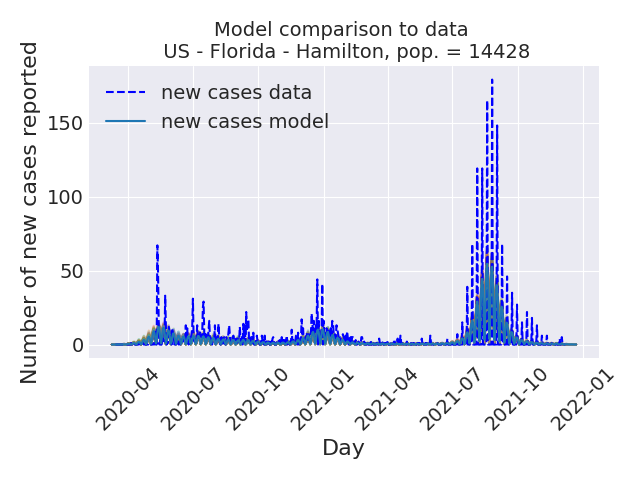 Model comparison to data
US - Florida - Hamilton, pop. = 14428
new cases data
new cases model
Number of new cases reported
150
100
50
0
2020-04
2020-07
2020-10
2021-01
2021-04
2021-07
2021-10
2022-01
Day